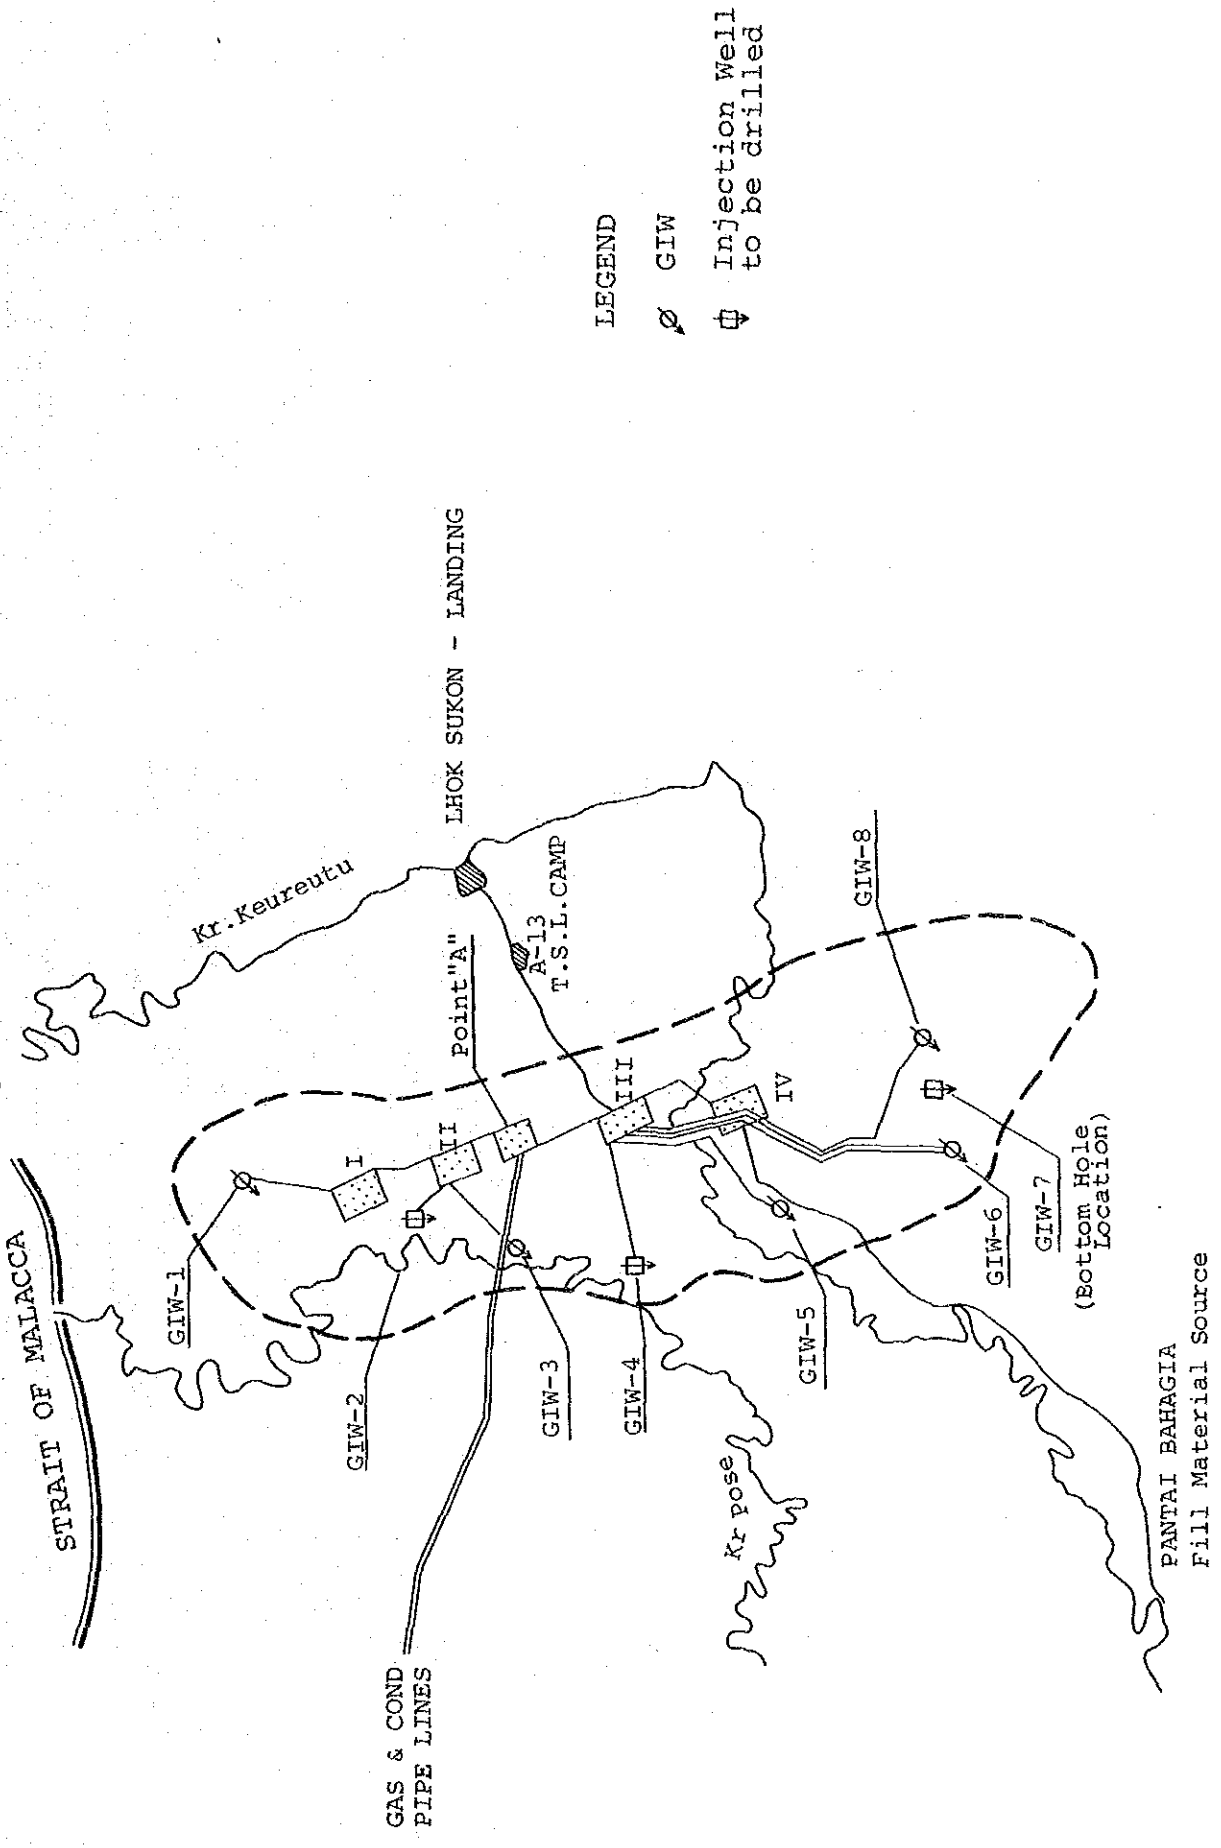 STRAIT OF MALACCA
Kr.Keureutu
GIW-1
I
GIW-2
II
GAS & COND
PIPE LINES
Point"A"
LHOK SUKON - LANDING
A-13
T.S.L.CAMP
GIW-3
III
GIW-4
Kr pose
IV
GIW-5
GIW-8
GIW-6
GIW-7
(Bottom Hole
Location)
PANTAI BAHAGIA
Fill Material Source
LEGEND
GIW
Injection Well
to be drilled